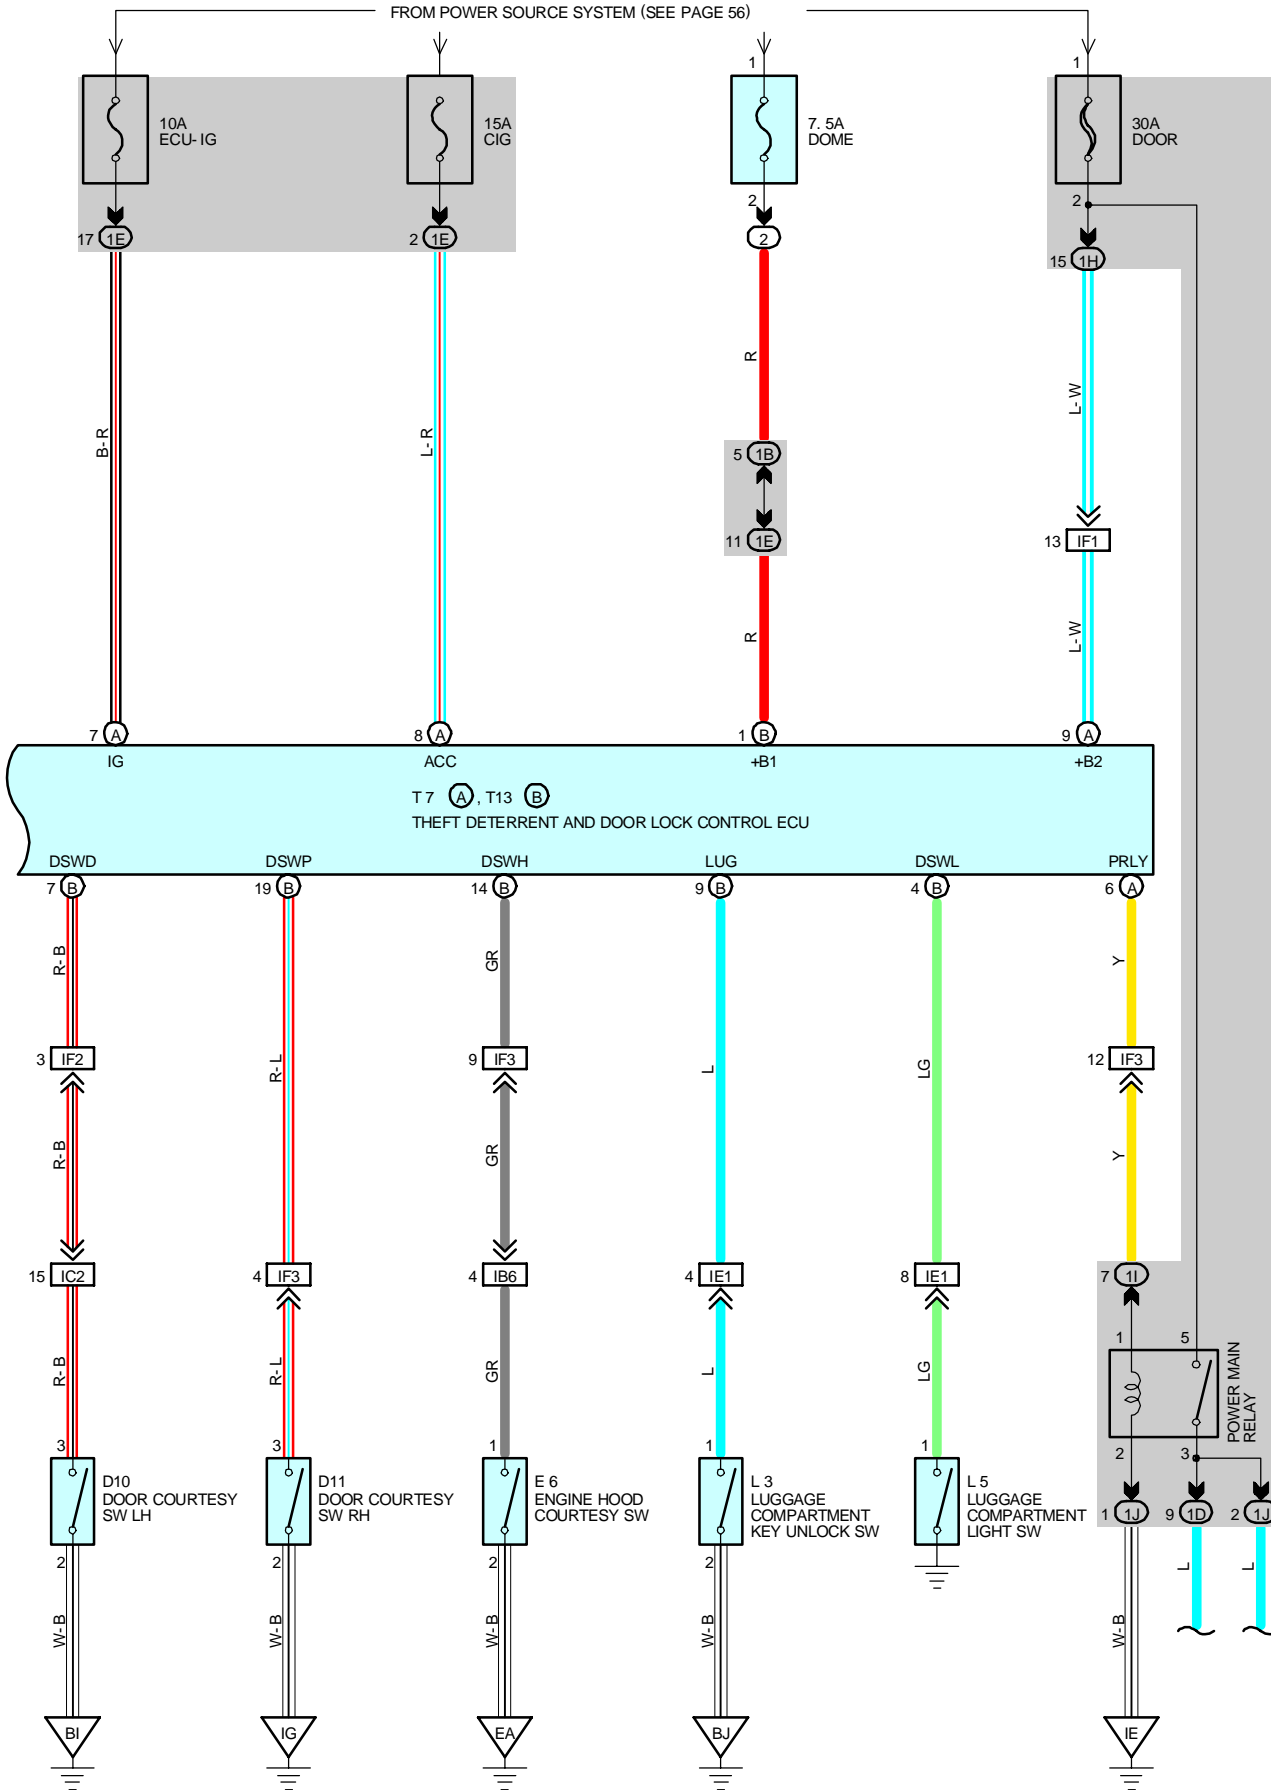 FROM POWER SOURCE SYSTEM (SEE PAGE 56)
1
1
10A
ECU-IG
15A
CIG
7.5A
DOME
30A
DOOR
2
2
17 1E
2 1E
2
15 1H
B-R
L-R
R
L-W
5 1B
11 1E
13 IF1
R
L-W
7 A
8 A
1 B
9 A
IG
ACC
+B1
+B2
T 7 A , T13 B
THEFT DETERRENT AND DOOR LOCK CONTROL ECU
DSWD
DSWP
DSWH
LUG
DSWL
PRLY
7 B
19 B
14 B
9 B
4 B
6 A
R-B
GR
Y
3 IF2
9 IF3
12 IF3
R-L
L
LG
R-B
GR
Y
15 IC2
4 IF3
4 IB6
4 IE1
8 IE1
7 1I
1
5
R-B
R-L
GR
L
LG
POWER MAIN
RELAY
3
3
1
1
1
2
3
D10
DOOR COURTESY
SW LH
D11
DOOR COURTESY
SW RH
E 6
ENGINE HOOD
COURTESY SW
L 3
LUGGAGE
COMPARTMENT
KEY UNLOCK SW
L 5
LUGGAGE
COMPARTMENT
LIGHT SW
1 1J
9 1D
2 1J
2
2
2
2
L
L
W-B
W-B
W-B
W-B
W-B
BI
IG
EA
BJ
IE